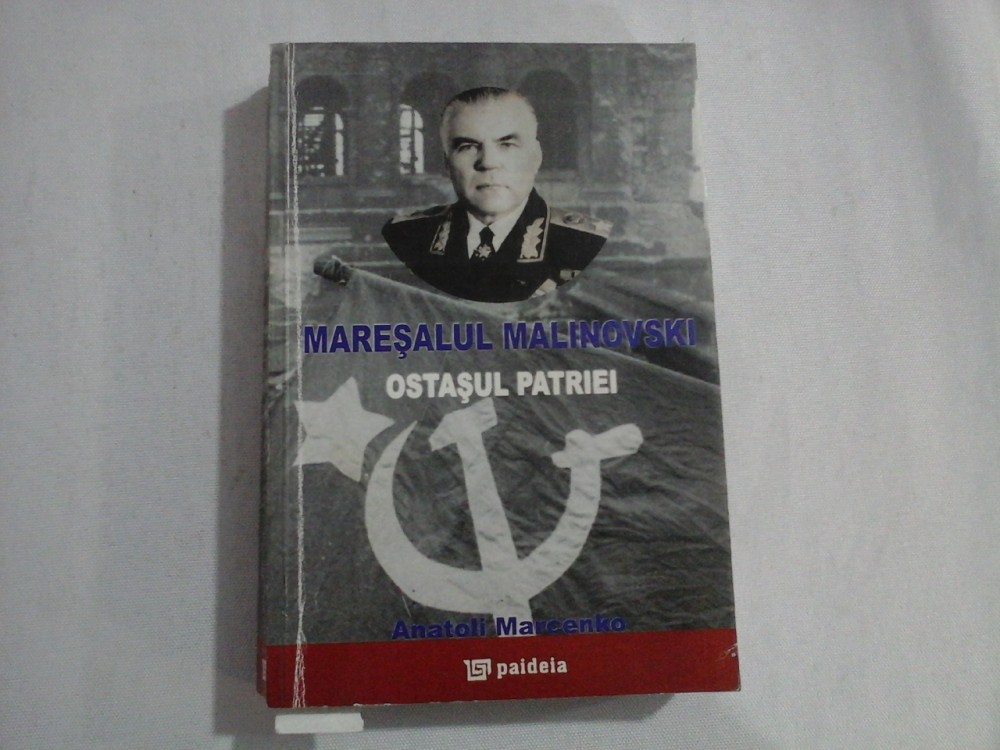 MAREŞALUL MALINOVSKI
OSTAŞUL PATRIEI
Anatoli Marcenko
paideia